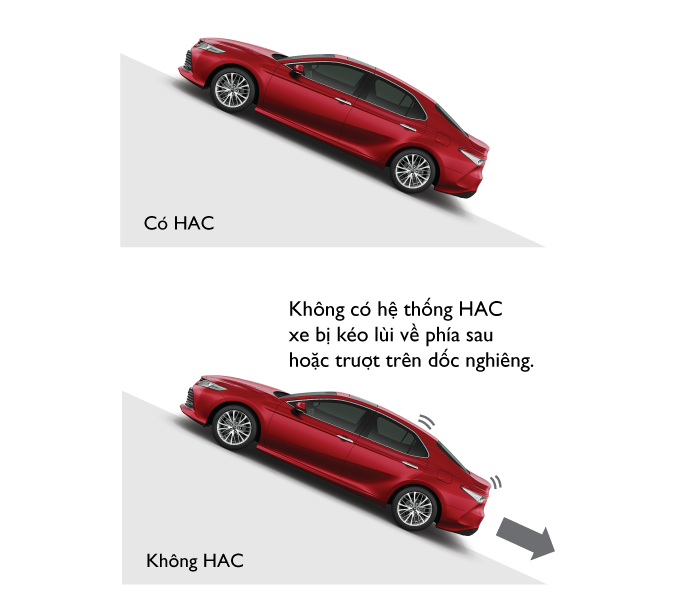 Có HAC
Không có hệ thống HAC
xe bị kéo lùi về phía sau
hoặc trượt trên dốc nghiêng.
Không HAC